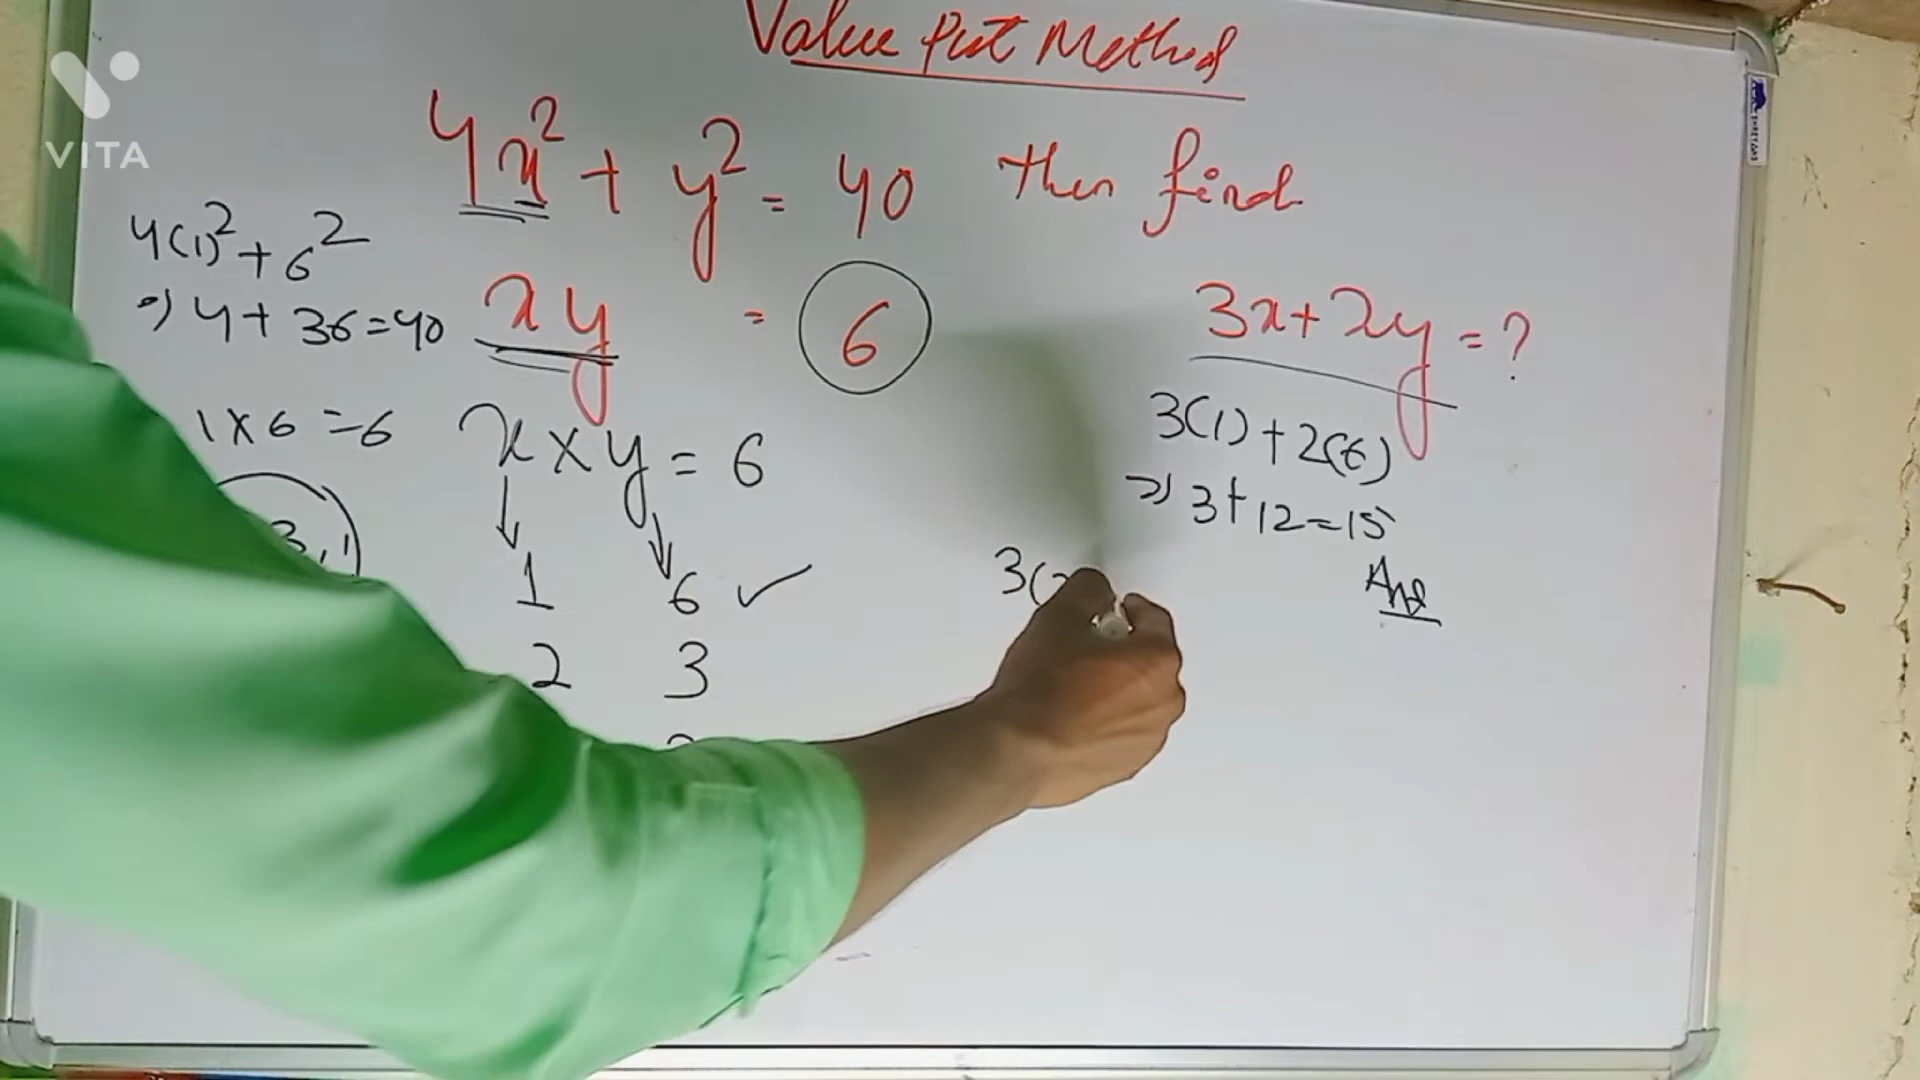 VITA
Value Put Method
4x² + y² = 40 then find
xy = 6
3x+2y = ?
4(1)² + 6²
=) 4 + 36 = 40
1 x 6 = 6
x x y = 6
1 6 ✓
2 3
3(1) + 2(6)
=) 3 + 12 = 15
Ans
3(